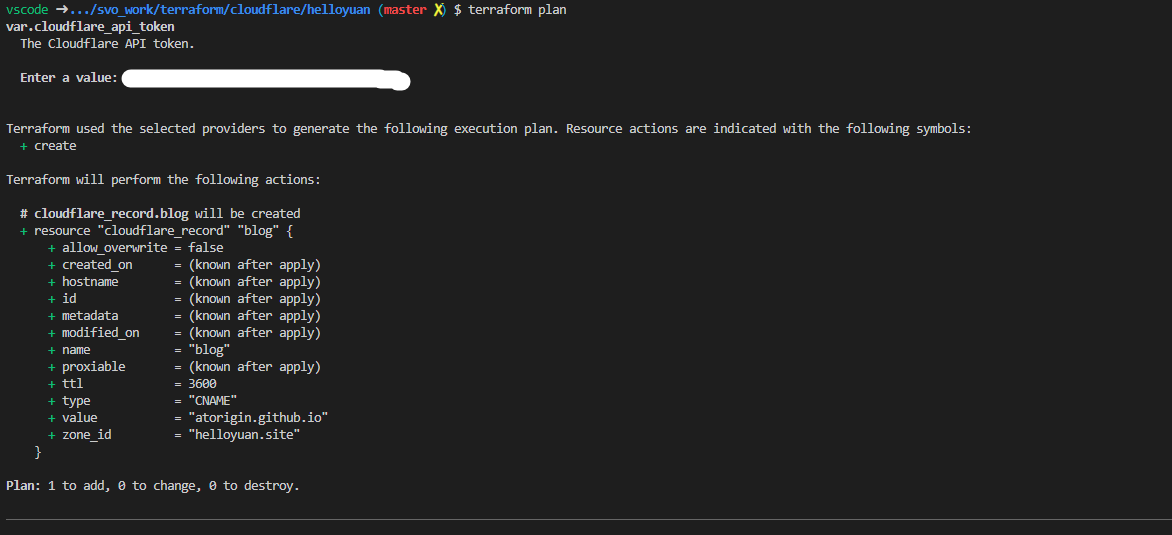 vscode ➜.../svo_work/terraform/cloudflare/helloyuan (master ✗) $ terraform plan
var.cloudflare_api_token
  The Cloudflare API token.
  Enter a value:
Terraform used the selected providers to generate the following execution plan. Resource actions are indicated with the following symbols:
  + create
Terraform will perform the following actions:
  # cloudflare_record.blog will be created
  + resource "cloudflare_record" "blog" {
      + allow_overwrite = false
      + created_on      = (known after apply)
      + hostname        = (known after apply)
      + id              = (known after apply)
      + metadata        = (known after apply)
      + modified_on     = (known after apply)
      + name            = "blog"
      + proxiable       = (known after apply)
      + ttl             = 3600
      + type            = "CNAME"
      + value           = "atorigin.github.io"
      + zone_id         = "helloyuan.site"
    }
Plan: 1 to add, 0 to change, 0 to destroy.